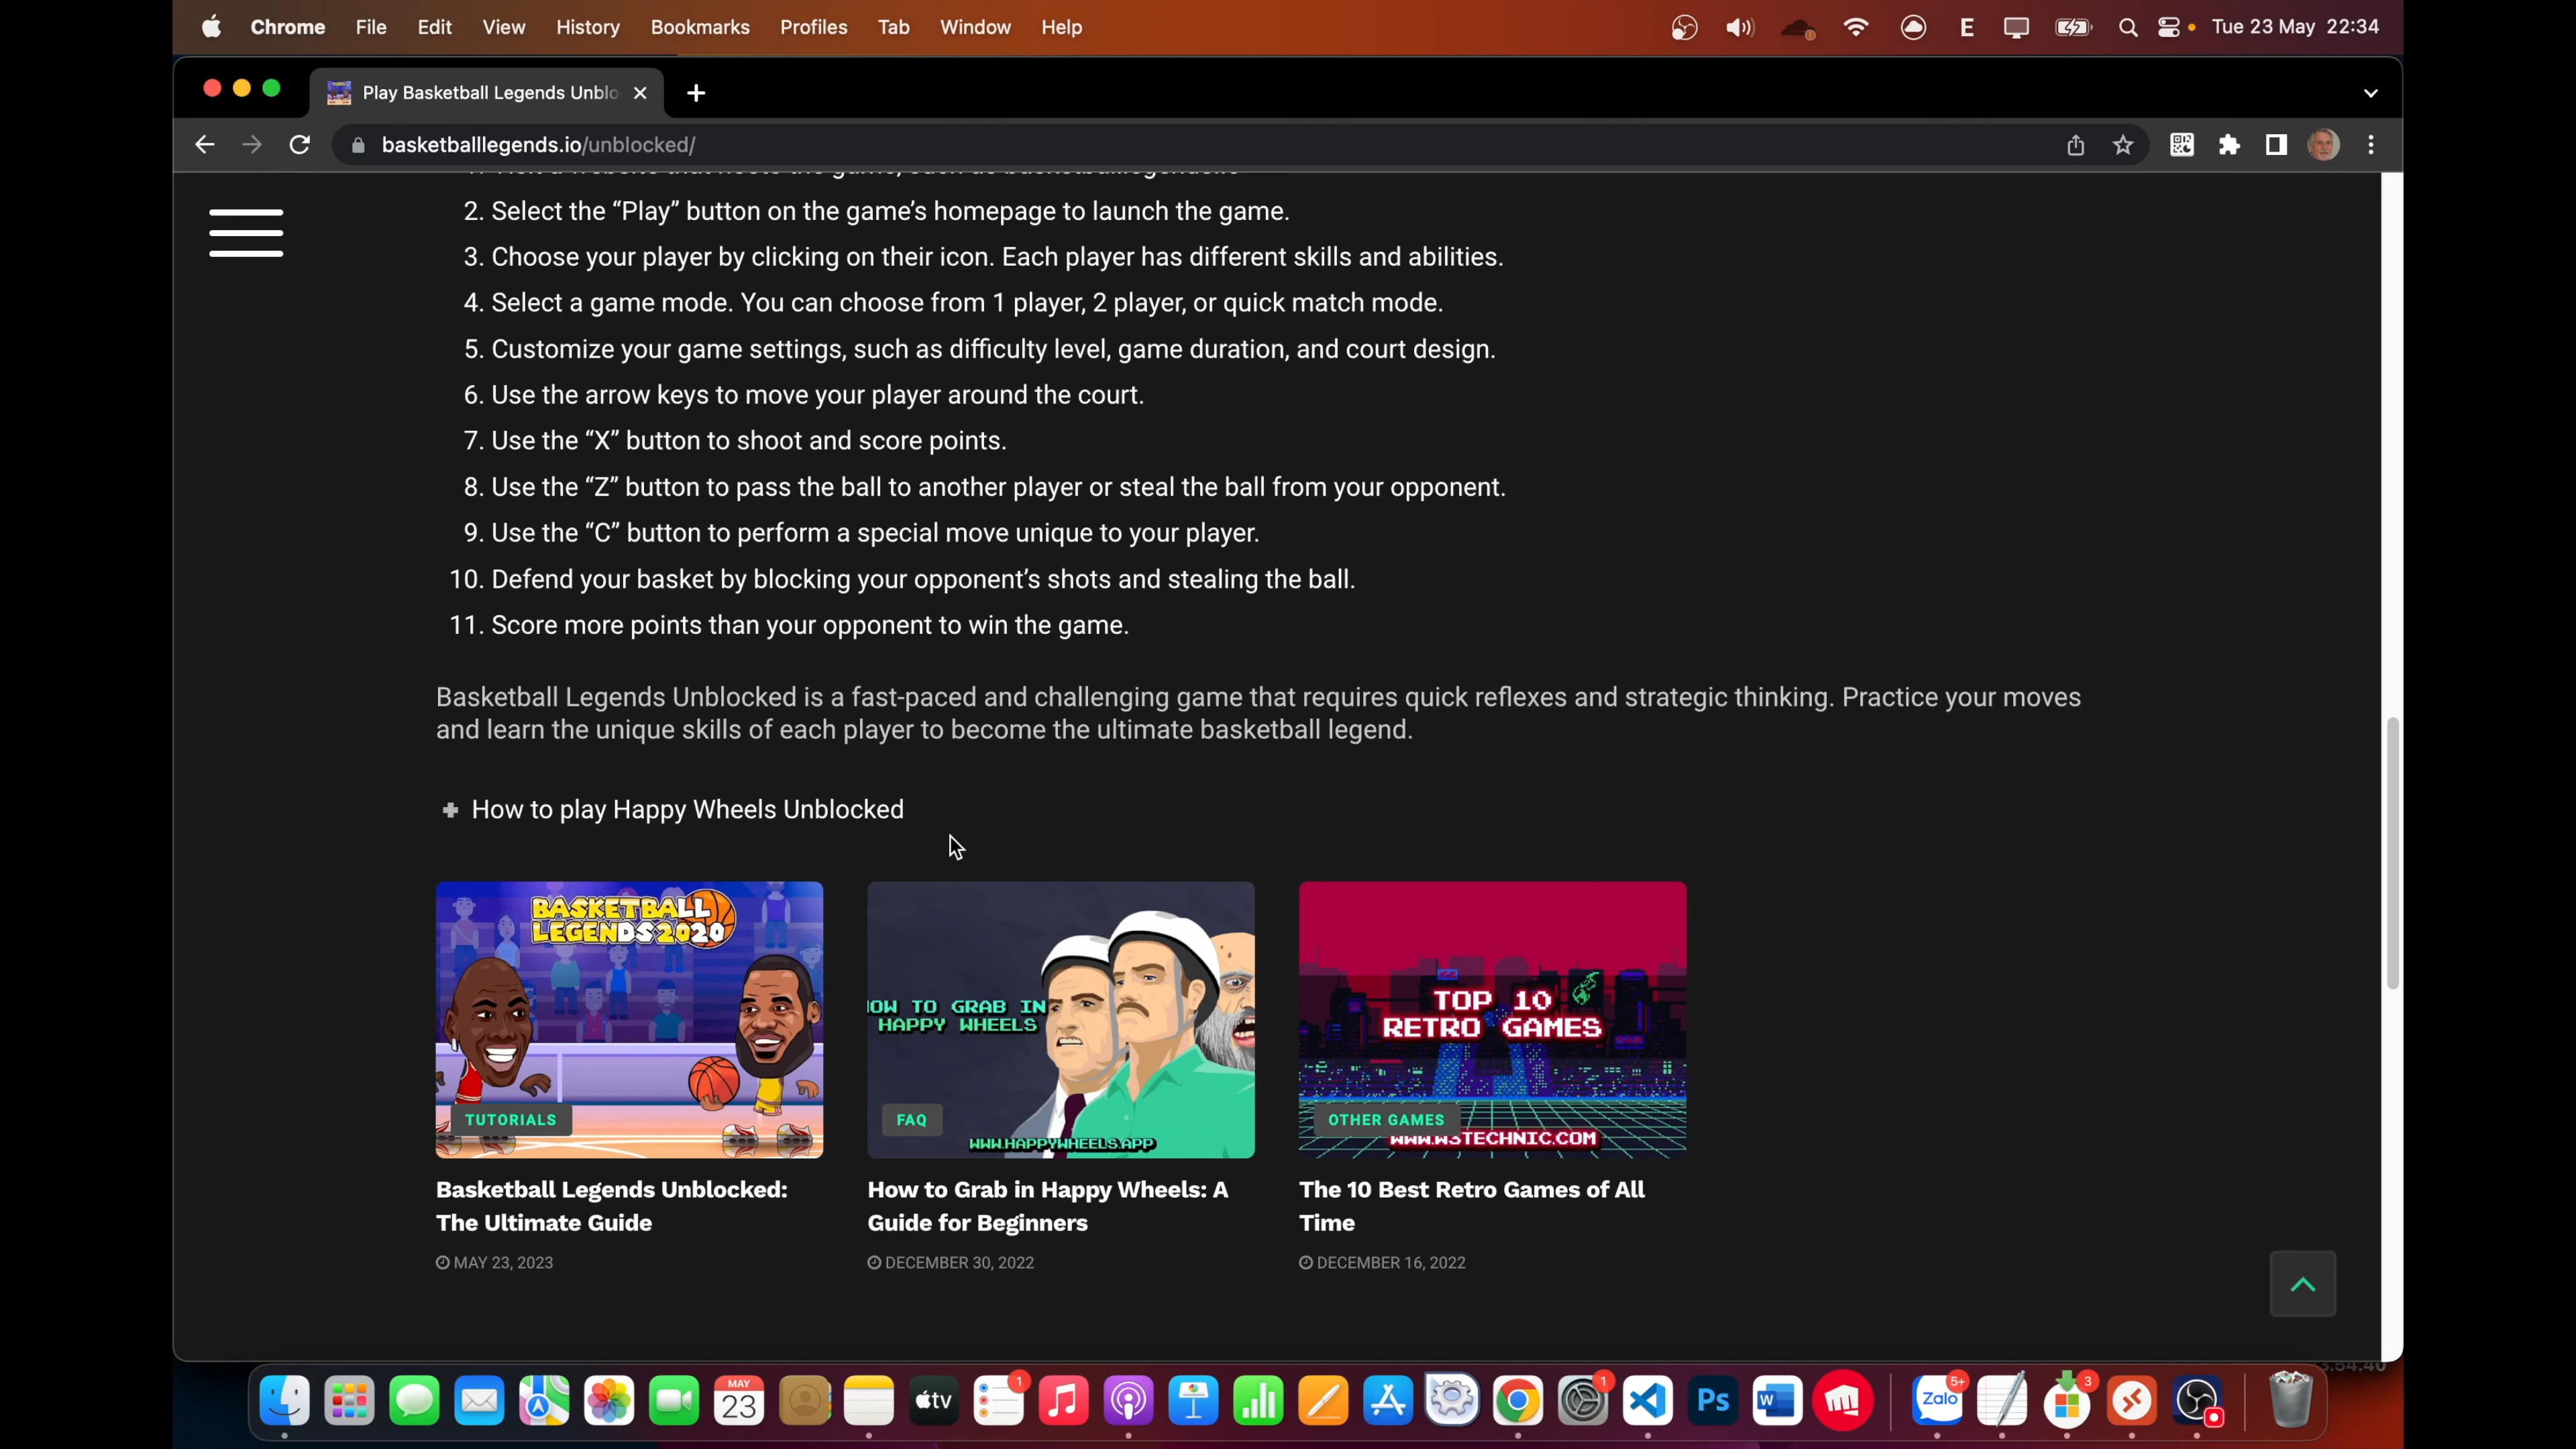 Chrome File Edit View History Bookmarks Profiles Tab Window Help E Tue 23 May 22:34
Play Basketball Legends Unblo
basketballlegends.io/unblocked/
2. Select the “Play” button on the game’s homepage to launch the game.
3. Choose your player by clicking on their icon. Each player has different skills and abilities.
4. Select a game mode. You can choose from 1 player, 2 player, or quick match mode.
5. Customize your game settings, such as difficulty level, game duration, and court design.
6. Use the arrow keys to move your player around the court.
7. Use the “X” button to shoot and score points.
8. Use the “Z” button to pass the ball to another player or steal the ball from your opponent.
9. Use the “C” button to perform a special move unique to your player.
10. Defend your basket by blocking your opponent’s shots and stealing the ball.
11. Score more points than your opponent to win the game.
Basketball Legends Unblocked is a fast-paced and challenging game that requires quick reflexes and strategic thinking. Practice your moves
and learn the unique skills of each player to become the ultimate basketball legend.
How to play Happy Wheels Unblocked
BASKETBALL
LEGENDS 2020
TUTORIALS
Basketball Legends Unblocked:
The Ultimate Guide
MAY 23, 2023
HOW TO GRAB IN
HAPPY WHEELS
FAQ
WWW.HAPPYWHEELS.APP
How to Grab in Happy Wheels: A
Guide for Beginners
DECEMBER 30, 2022
TOP 10
RETRO GAMES
OTHER GAMES
WWW.W3TECHNIC.COM
The 10 Best Retro Games of All
Time
DECEMBER 16, 2022
3.54.40
MAY
23
tv
1
1
Ps
W
Zalo
5+
3